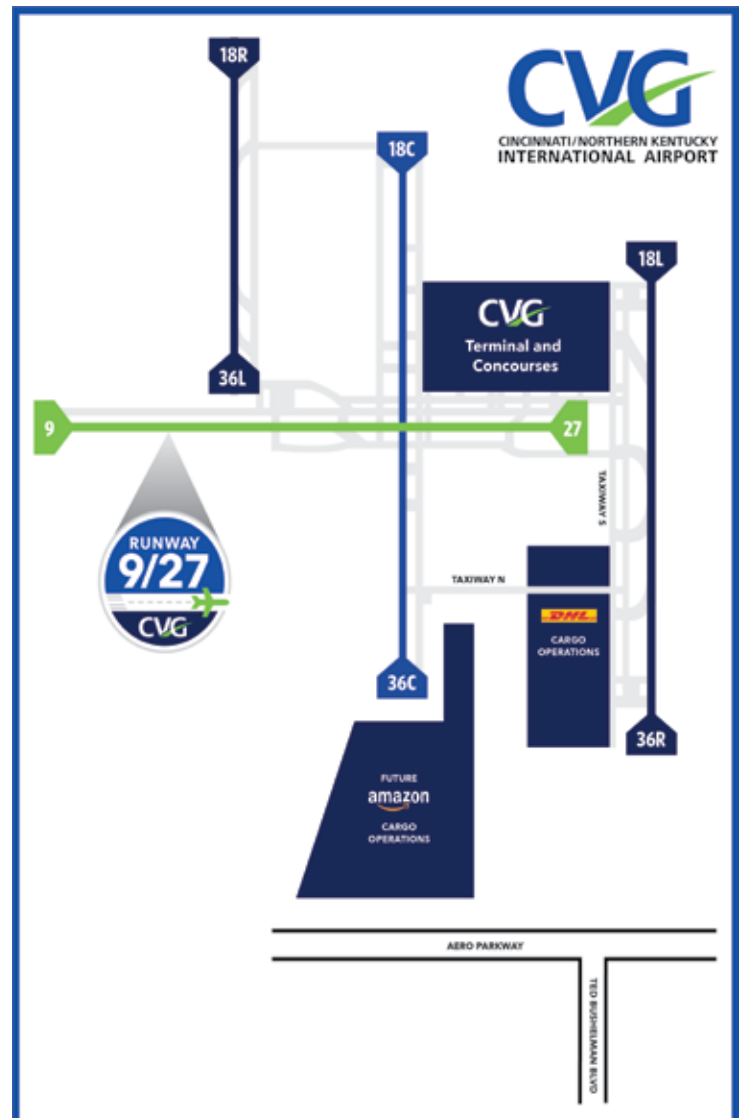 18R
CVG
CINCINNATI/NORTHERN KENTUCKY
INTERNATIONAL AIRPORT
18C
18L
CVG
Terminal and
Concourses
36L
9
27
TAXIWAY S
RUNWAY
9/27
CVG
TAXIWAY N
DHL
CARGO
OPERATIONS
36C
36R
FUTURE
amazon
CARGO
OPERATIONS
AERO PARKWAY
TED BUSHELMAN BLVD